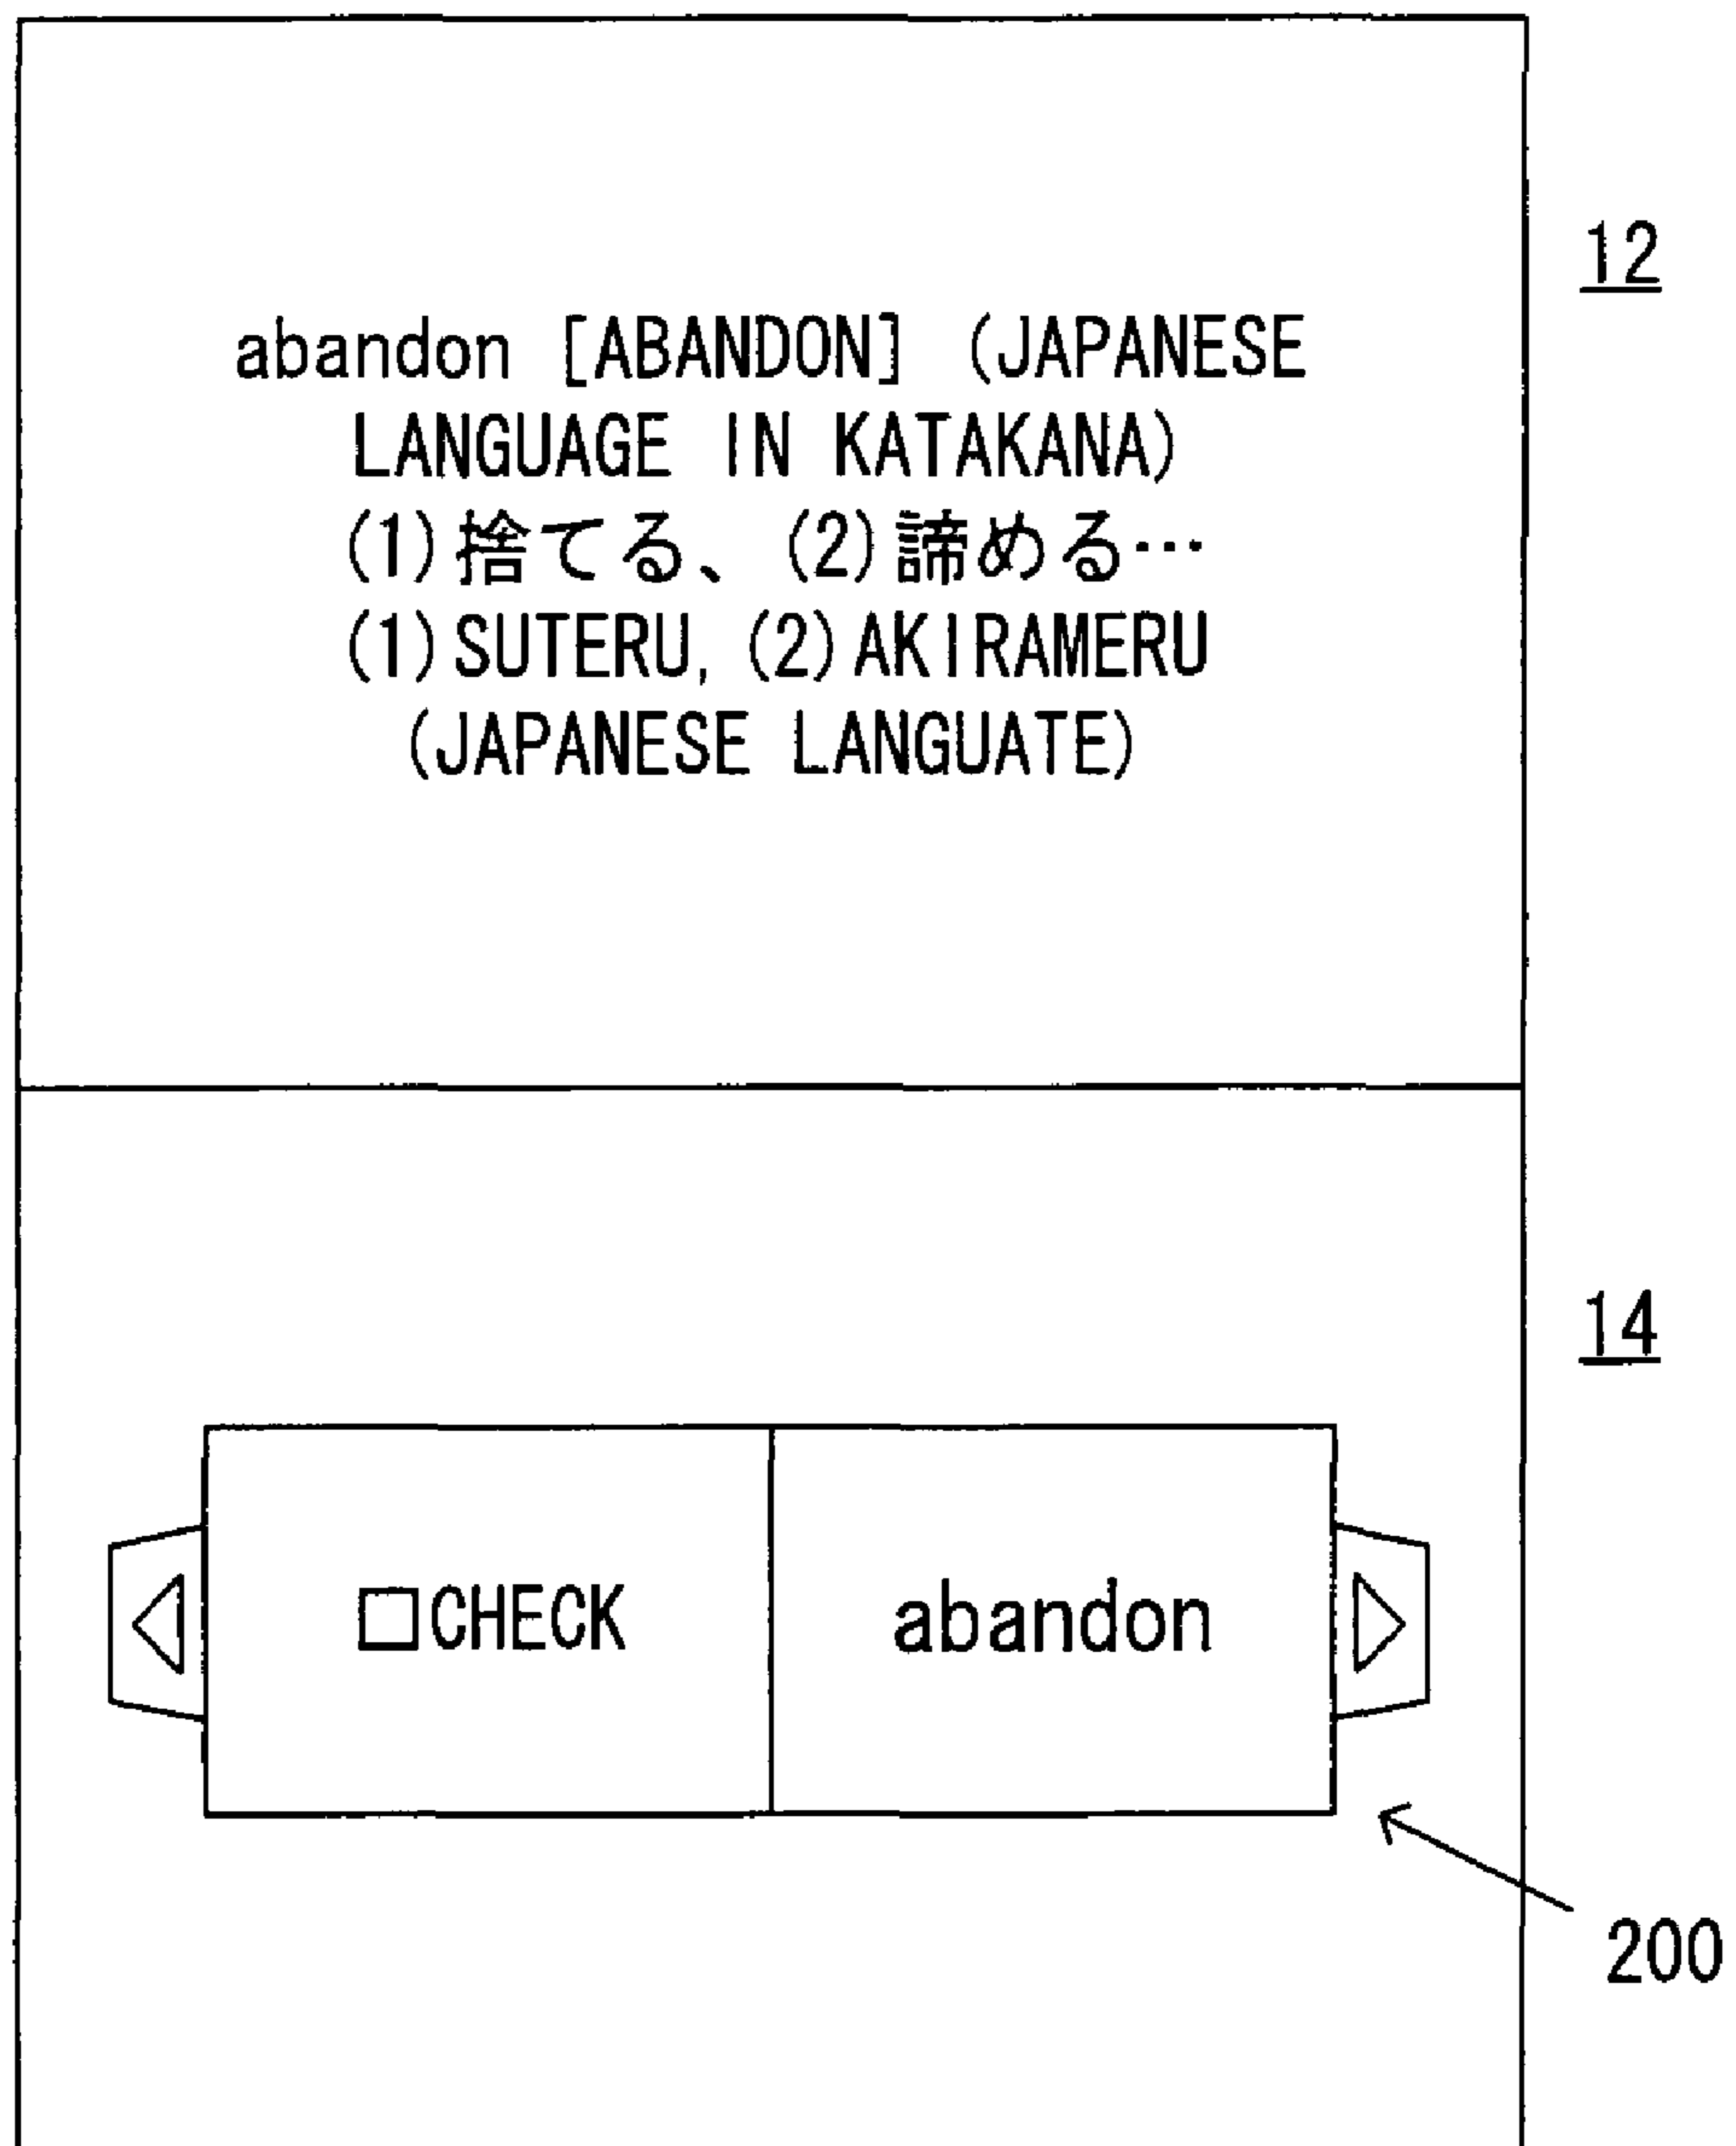 abandon [ABANDON] (JAPANESE
LANGUAGE IN KATAKANA)
(1)捨てる、(2)諦める…
(1)SUTERU, (2)AKIRAMERU
(JAPANESE LANGUATE)
12
14
□CHECK
abandon
200